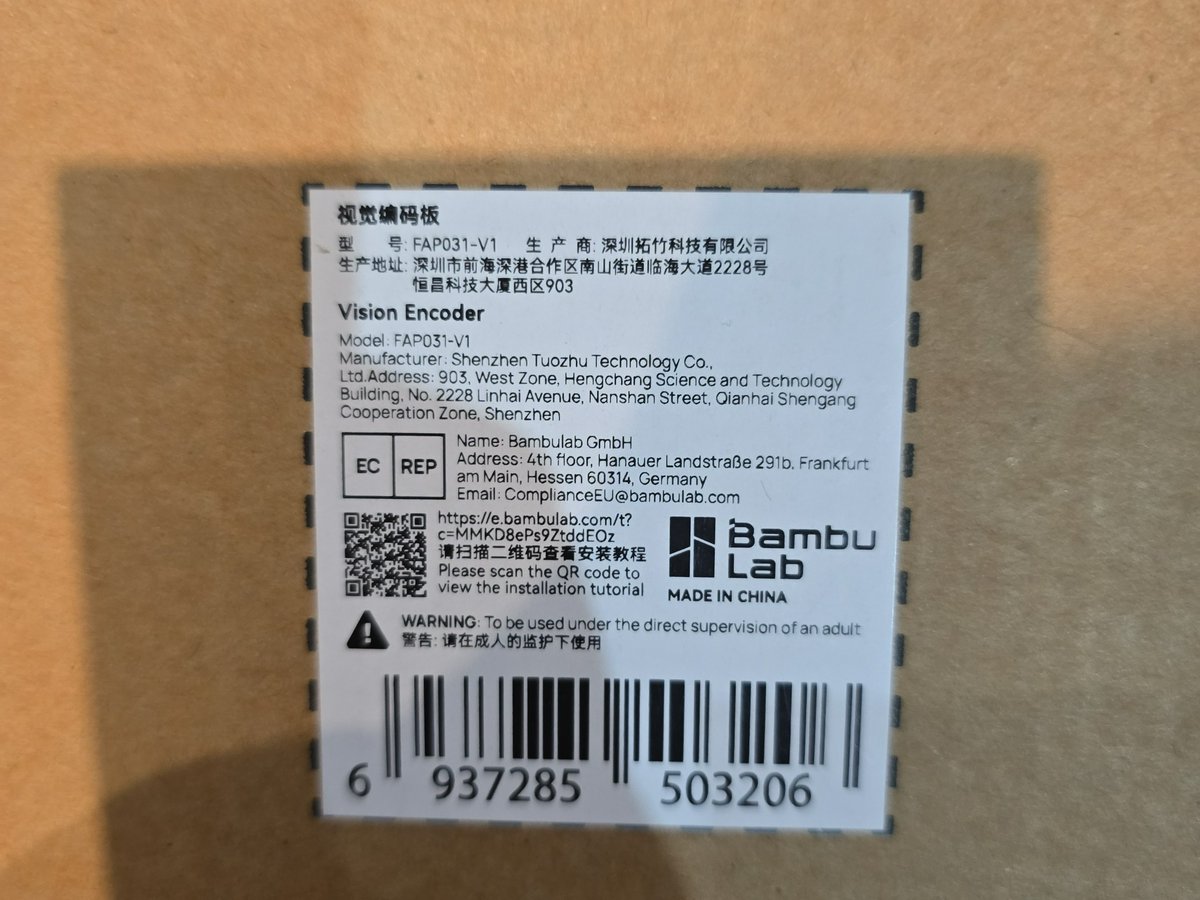 视觉编码板
型 号: FAP031-V1 生 产 商: 深圳拓竹科技有限公司
生产地址: 深圳市前海深港合作区南山街道临海大道2228号
恒昌科技大厦西区903
Vision Encoder
Model: FAP031-V1
Manufacturer: Shenzhen Tuozhu Technology Co.,
Ltd.Address: 903, West Zone, Hengchang Science and Technology
Building, No. 2228 Linhai Avenue, Nanshan Street, Qianhai Shengang
Cooperation Zone, Shenzhen
EC REP
Name: Bambulab GmbH
Address: 4th floor, Hanauer Landstraße 291b, Frankfurt
am Main, Hessen 60314, Germany
Email: ComplianceEU@bambulab.com
https://e.bambulab.com/t?
c=MMKD8ePs9ZtddEOz
请扫描二维码查看安装教程
Please scan the QR code to
view the installation tutorial
Bambu
Lab
MADE IN CHINA
WARNING: To be used under the direct supervision of an adult
警告: 请在成人的监护下使用
6 937285 503206